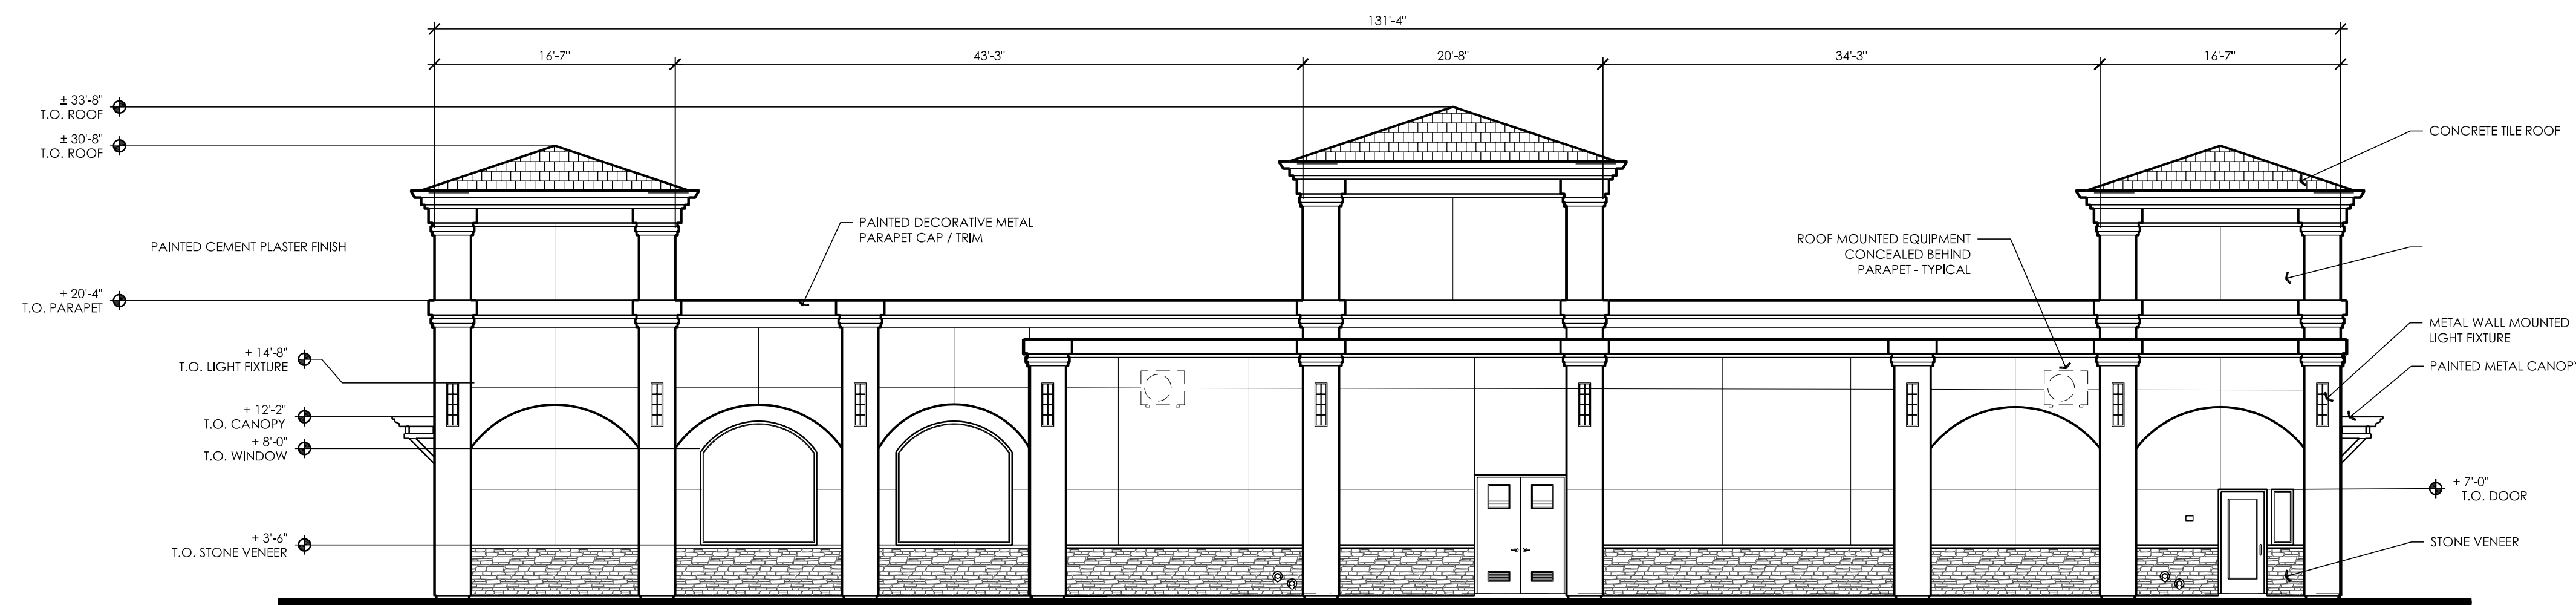 131'-4"
16'-7"
43'-3"
20'-8"
34'-3"
16'-7"
± 33'-8"
T.O. ROOF
± 30'-8"
T.O. ROOF
CONCRETE TILE ROOF
PAINTED CEMENT PLASTER FINISH
PAINTED DECORATIVE METAL
PARAPET CAP / TRIM
ROOF MOUNTED EQUIPMENT
CONCEALED BEHIND
PARAPET - TYPICAL
+ 20'-4"
T.O. PARAPET
METAL WALL MOUNTED
LIGHT FIXTURE
+ 14'-8"
T.O. LIGHT FIXTURE
PAINTED METAL CANOPY
+ 12'-2"
T.O. CANOPY
+ 8'-0"
T.O. WINDOW
+ 7'-0"
T.O. DOOR
+ 3'-6"
T.O. STONE VENEER
STONE VENEER